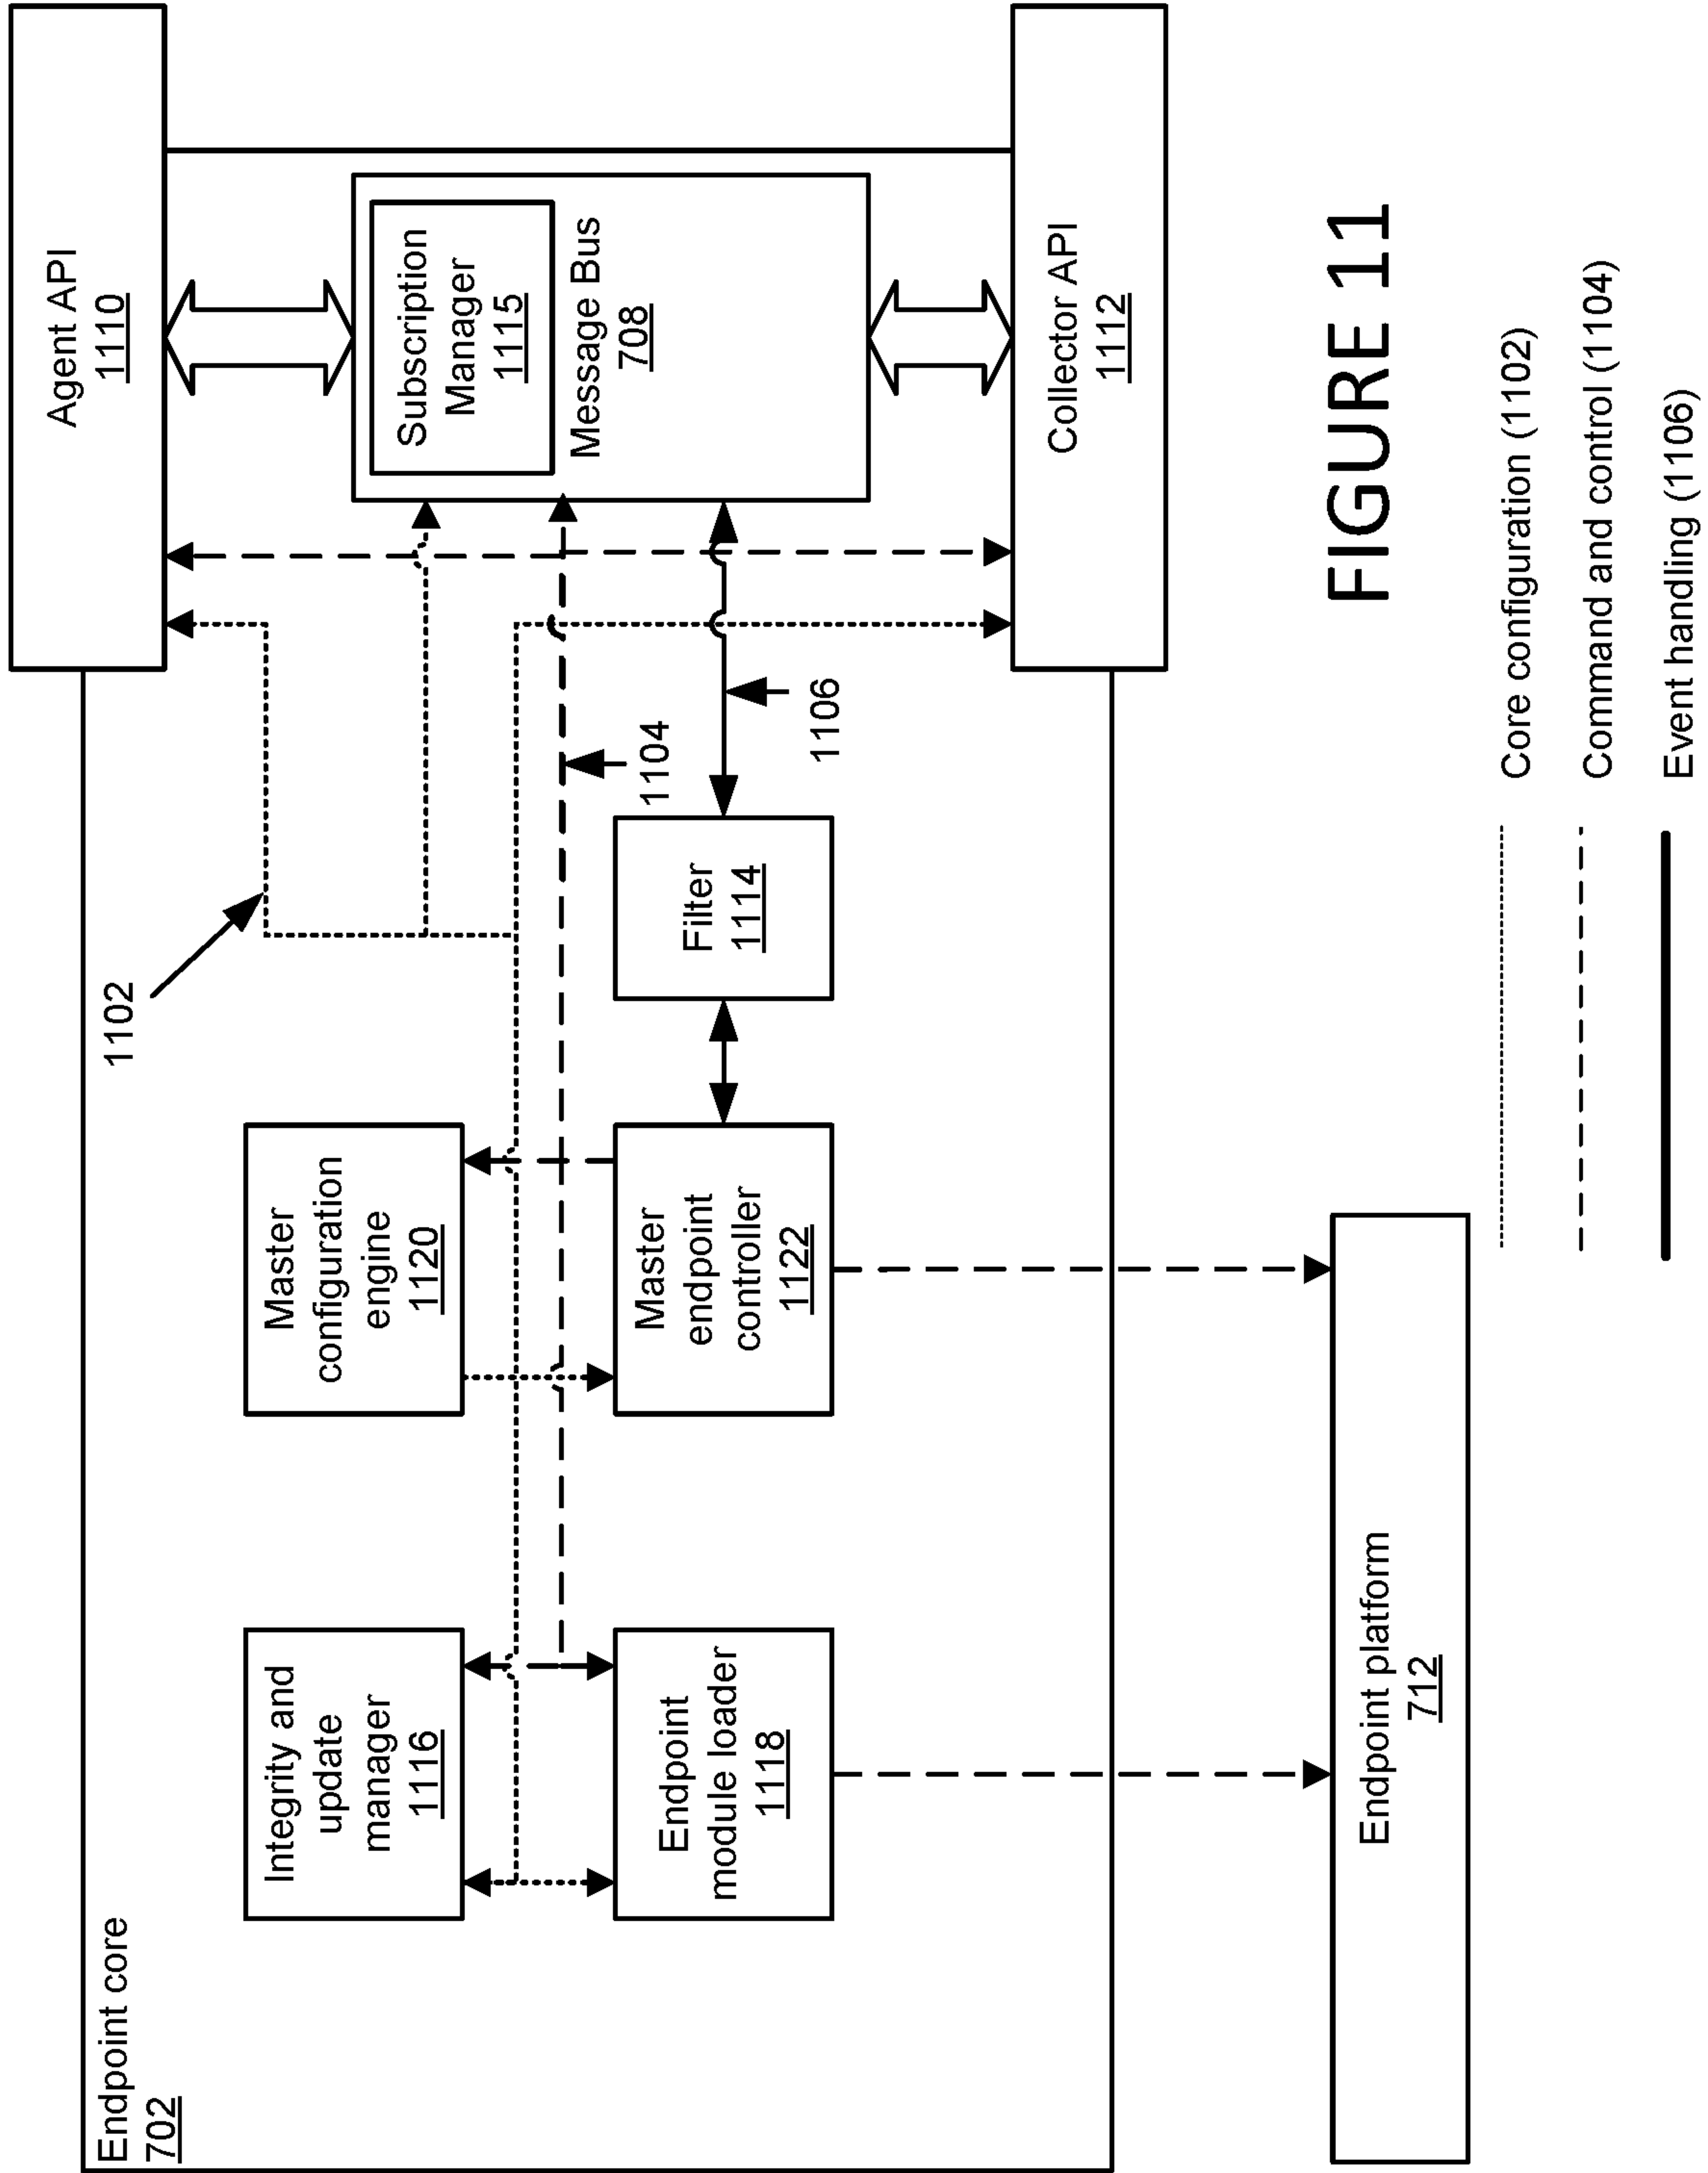 Endpoint core
702
Agent API
1110
1102
Integrity and
update
manager
1116
Master
configuration
engine
1120
Subscription
Manager
1115
Message Bus
708
1104
Endpoint
module loader
1118
Master
endpoint
controller
1122
Filter
1114
1106
Collector API
1112
Endpoint platform
712
FIGURE 11
Core configuration (1102)
Command and control (1104)
Event handling (1106)